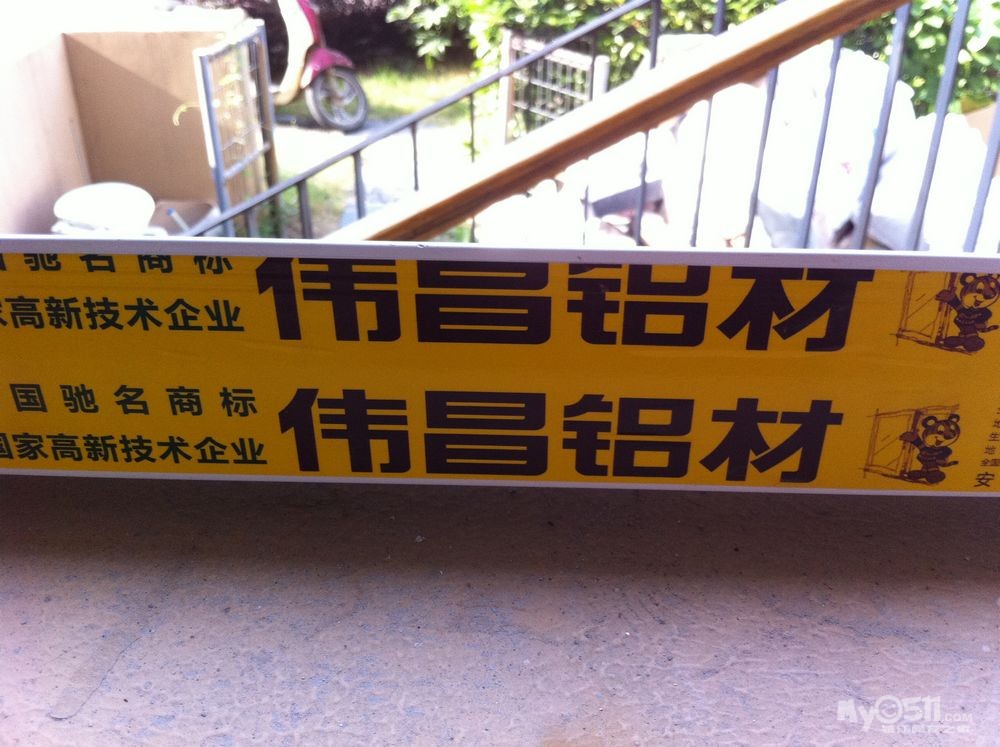 驰名商标
家高新技术企业
伟昌铝材
国驰名商标
国家高新技术企业
伟昌铝材
安
My0511.COM